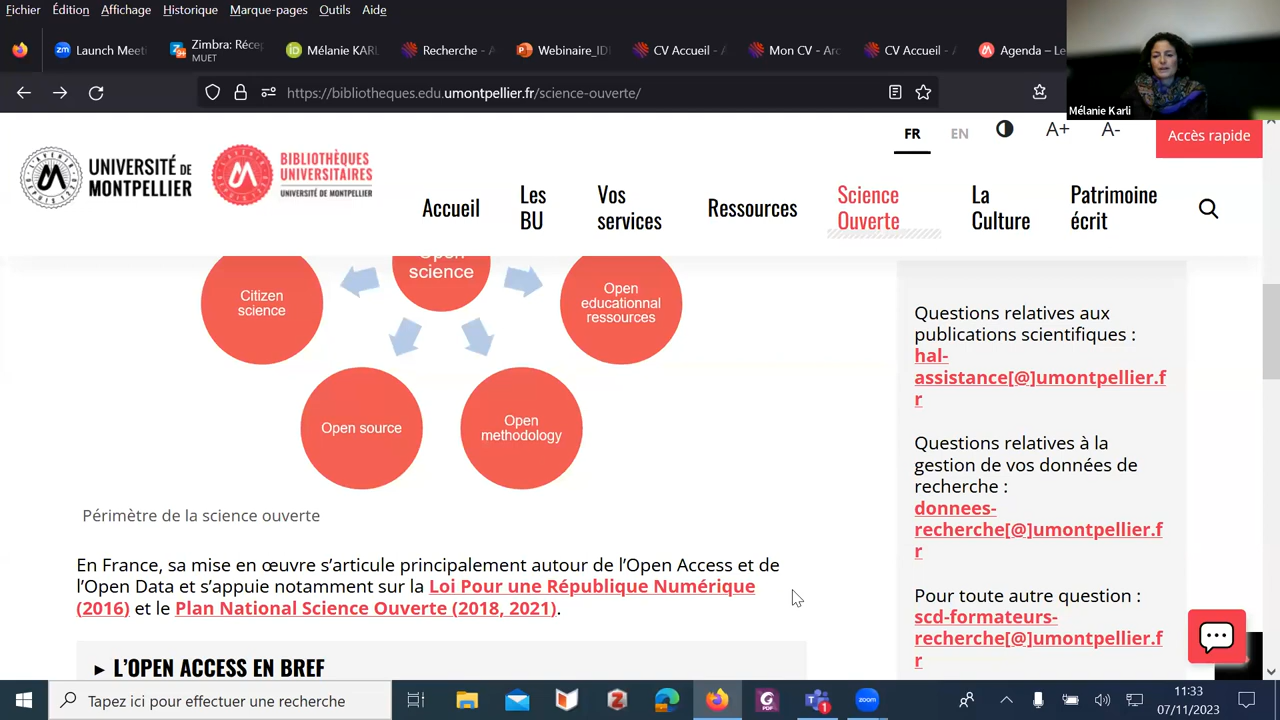 Fichier Édition Affichage Historique Marque-pages Outils Aide
Launch Meeti
Zimbra: Récep
MUET
Mélanie KARL
Recherche - A
Webinaire_ID
CV Accueil - A
Mon CV - Arc
CV Accueil - A
Agenda – Le
https://bibliotheques.edu.umontpellier.fr/science-ouverte/
Mélanie Karli
FR EN A+ A- Accès rapide
UNIVERSITÉ DE
MONTPELLIER
BIBLIOTHÈQUES
UNIVERSITAIRES
UNIVERSITÉ DE MONTPELLIER
Accueil
Les
BU
Vos
services
Ressources
Science
Ouverte
La
Culture
Patrimoine
écrit
Open
science
Citizen
science
Open
educationnal
ressources
Open source
Open
methodology
Périmètre de la science ouverte
En France, sa mise en œuvre s’articule principalement autour de l’Open Access et de
l’Open Data et s’appuie notamment sur la Loi Pour une République Numérique
(2016) et le Plan National Science Ouverte (2018, 2021).
► L’OPEN ACCESS EN BREF
Questions relatives aux
publications scientifiques :
hal-
assistance[@]umontpellier.f
r
Questions relatives à la
gestion de vos données de
recherche :
donnees-
recherche[@]umontpellier.f
r
Pour toute autre question :
scd-formateurs-
recherche[@]umontpellier.f
r
Tapez ici pour effectuer une recherche
PDF
1
zoom
11:33
07/11/2023